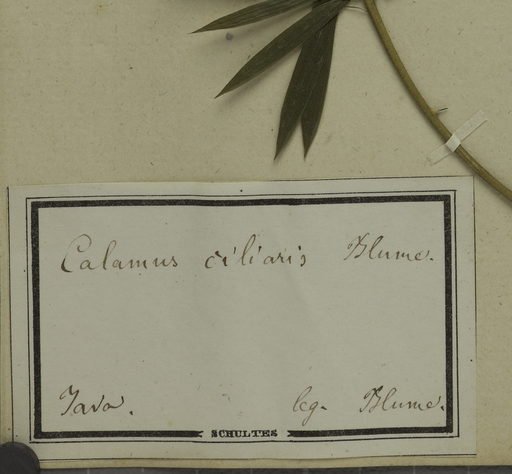 Calamus ciliaris Blume.
Java. leg. Blume.
SCHULTES